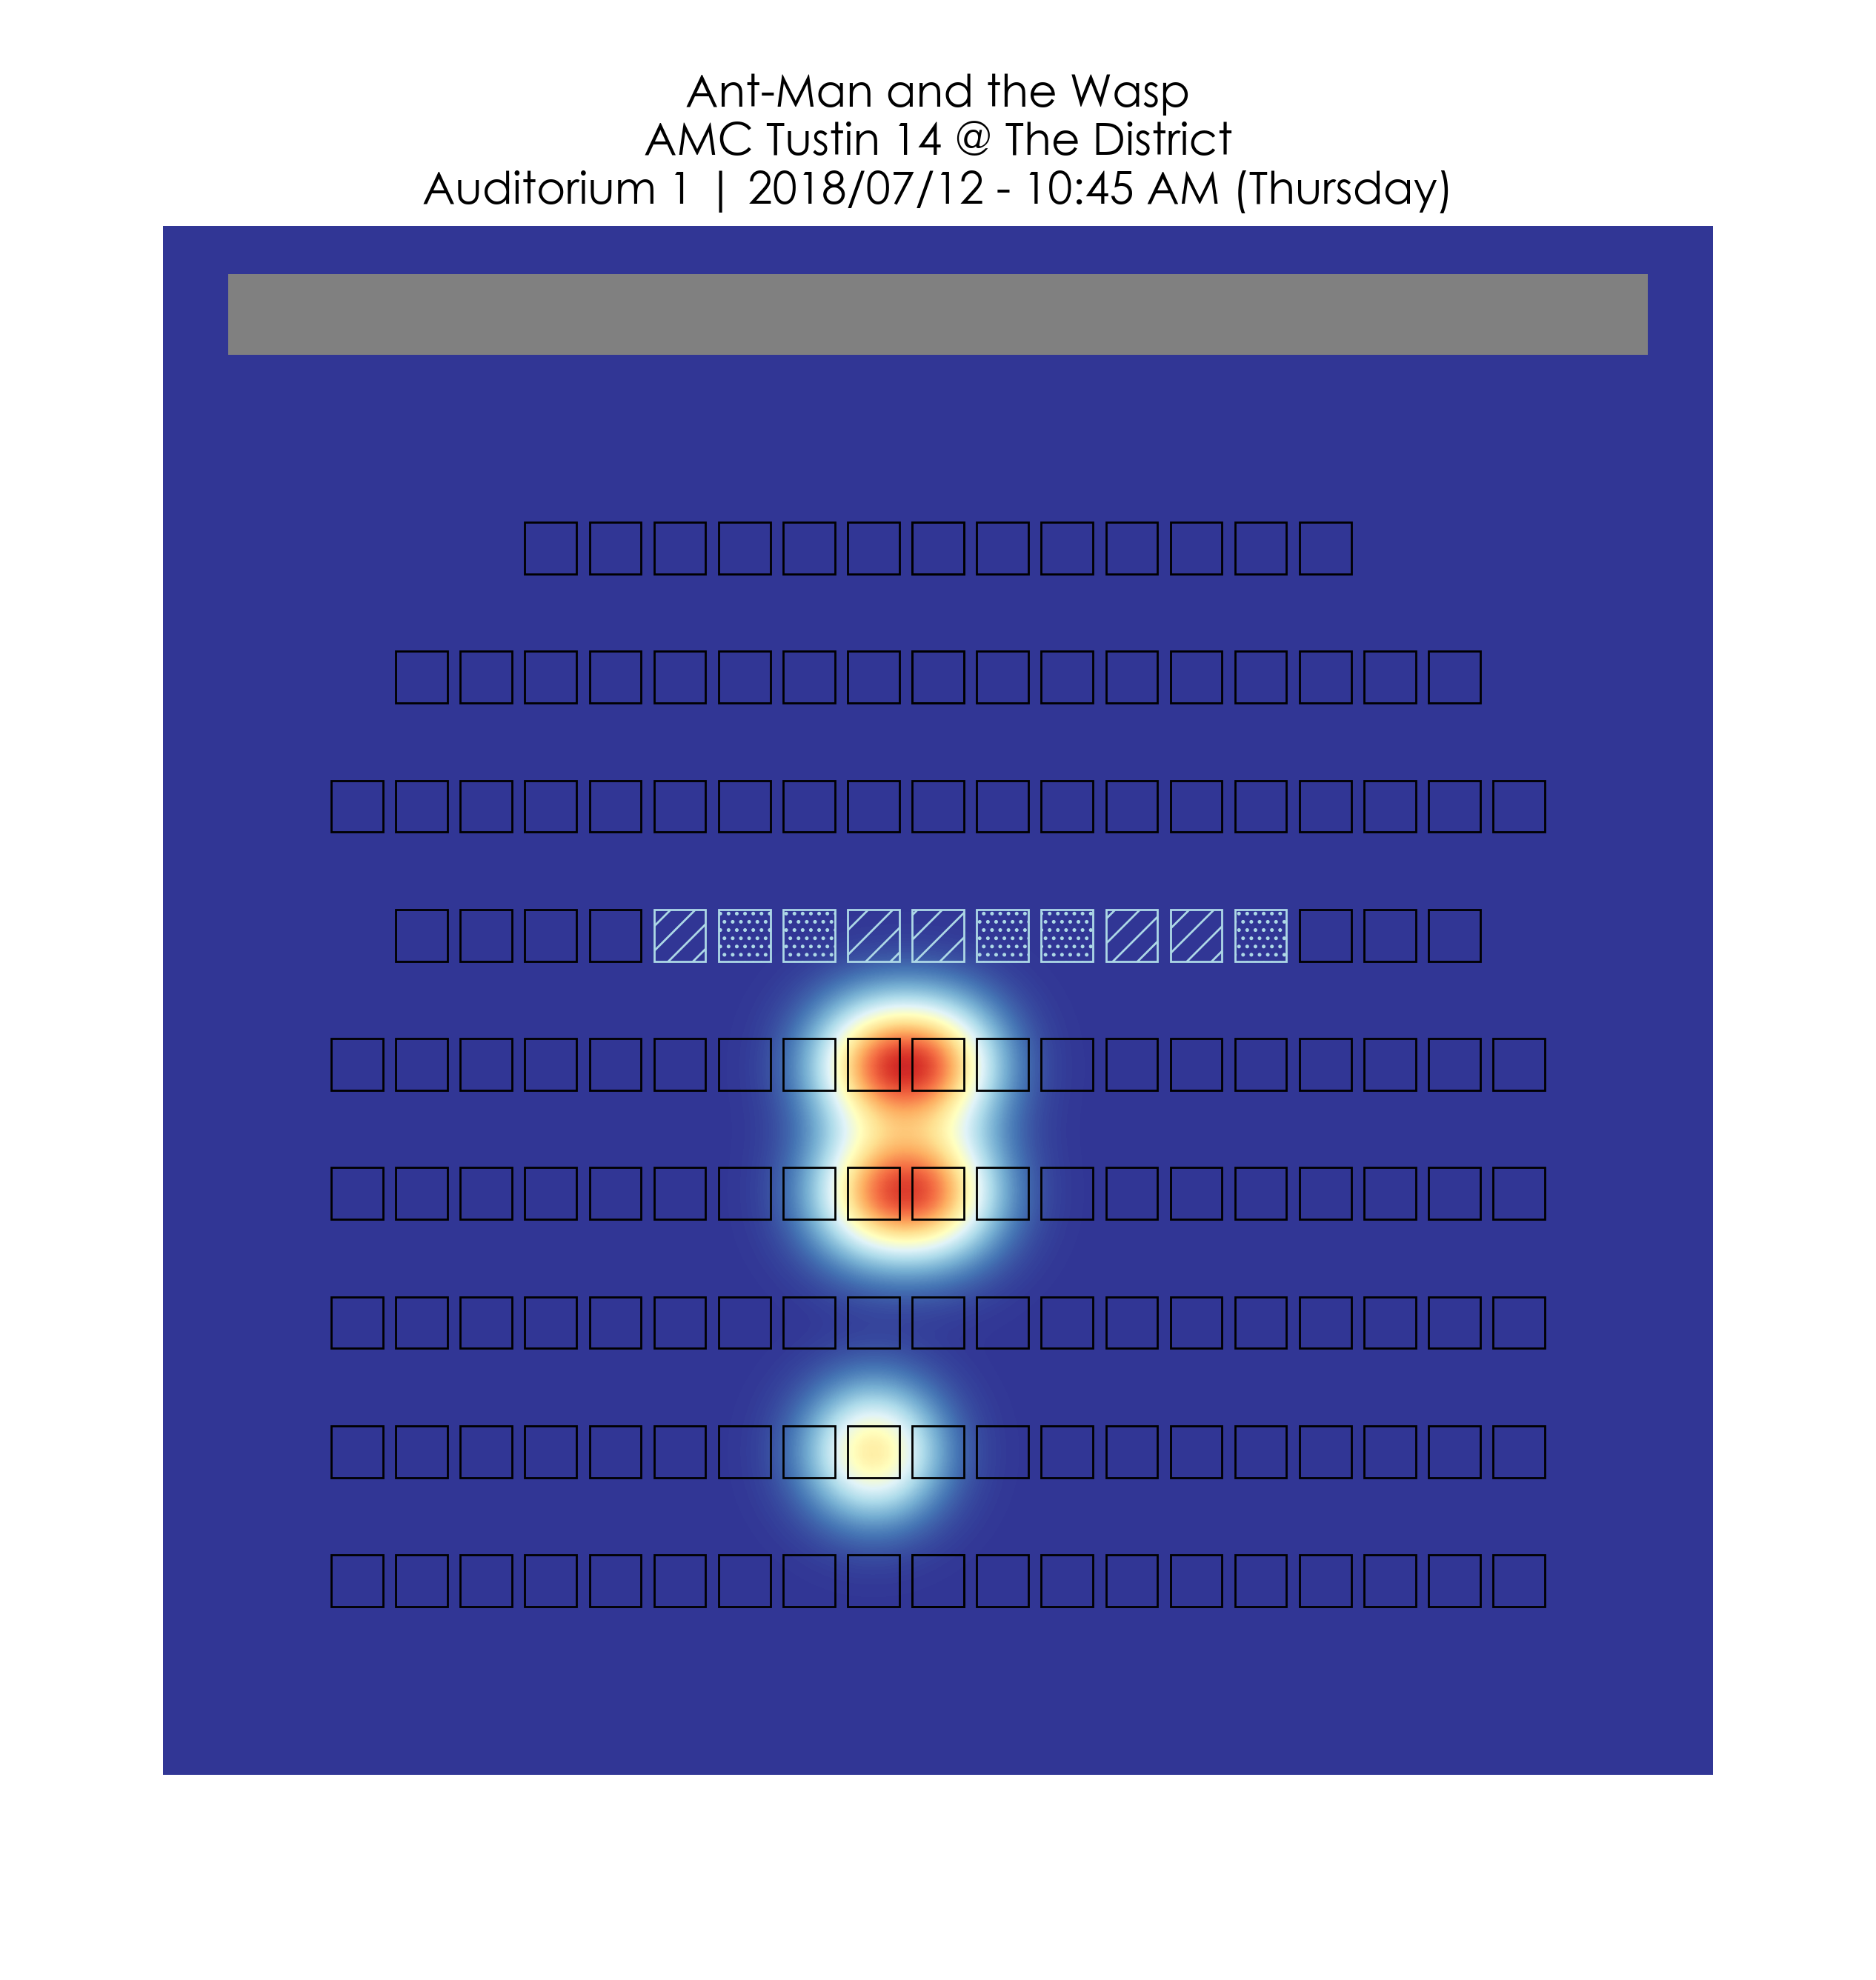 Ant-Man and the Wasp
AMC Tustin 14 @ The District
Auditorium 1 | 2018/07/12 - 10:45 AM (Thursday)